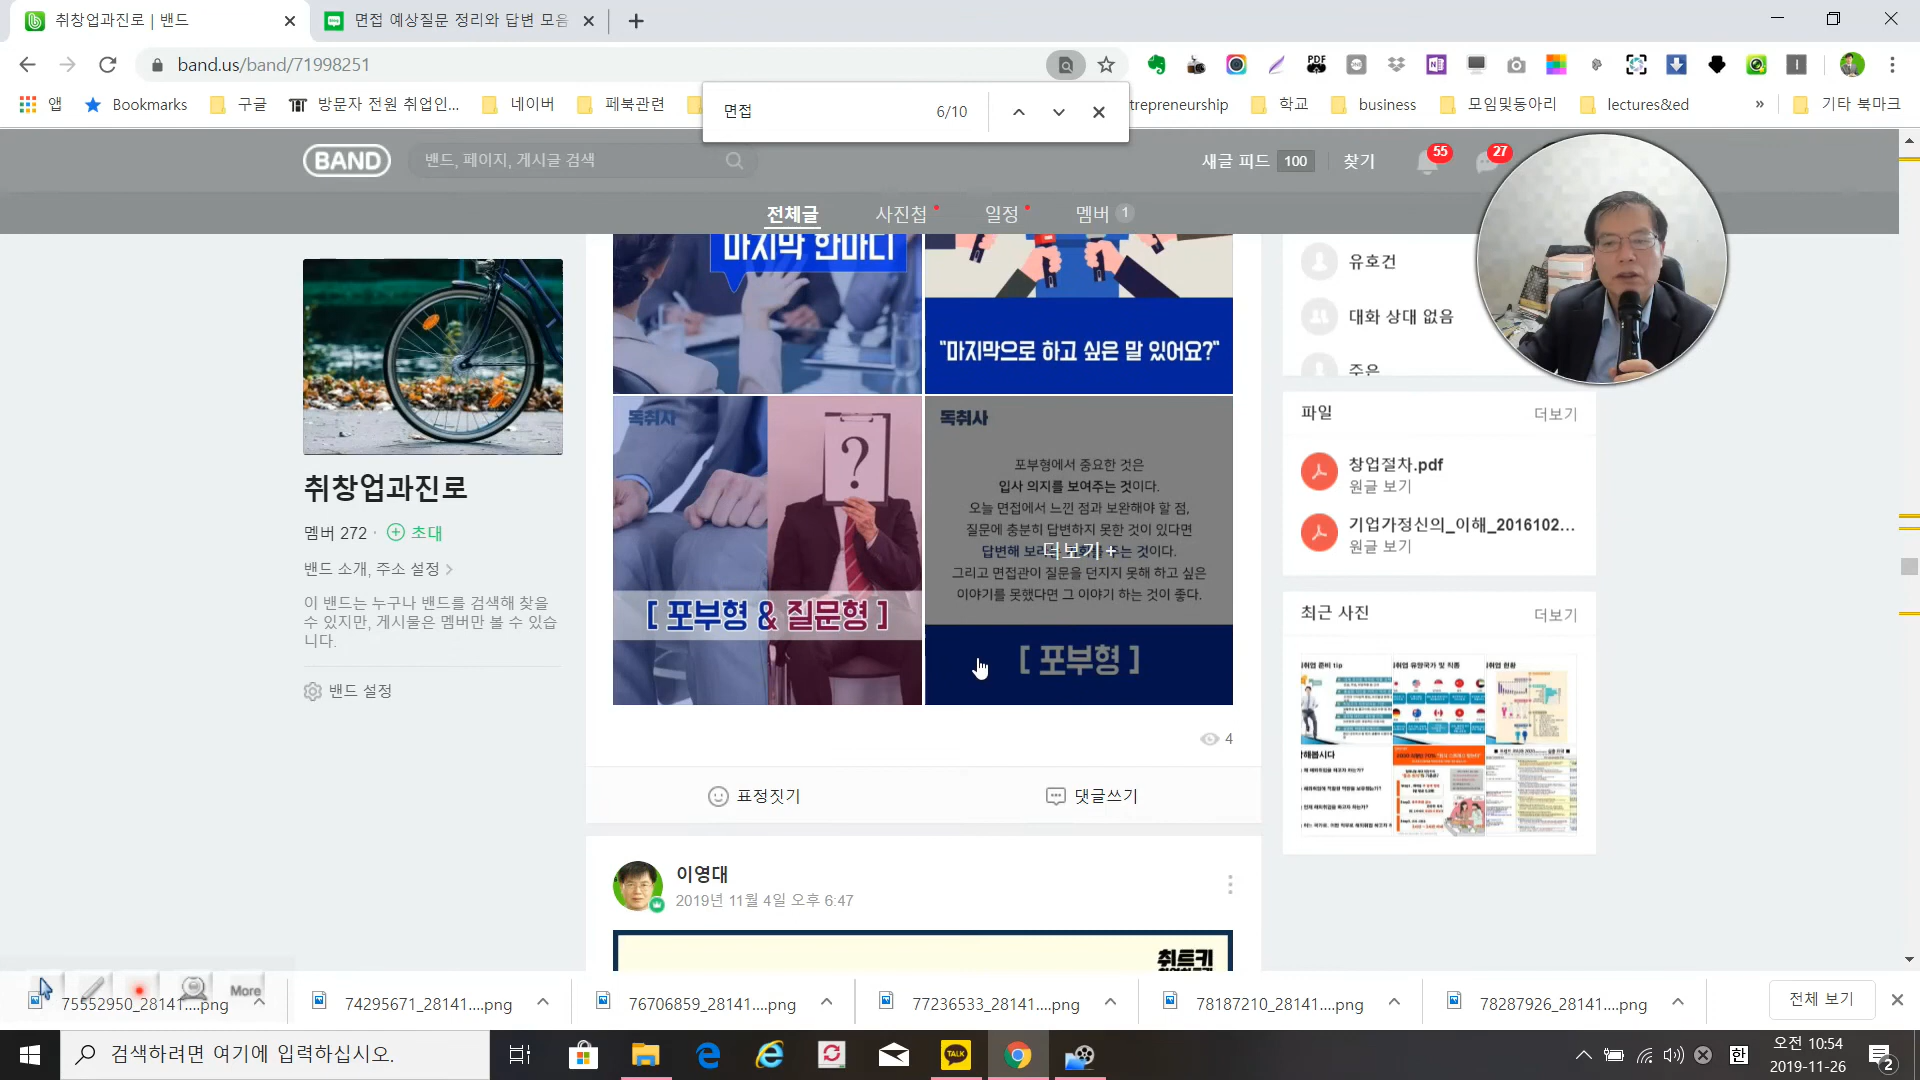 취창업과진로 | 밴드
면접 예상질문 정리와 답변 모음
band.us/band/71998251
앱
Bookmarks
구글
방문자 전원 취업인...
네이버
페북관련
trepreneurship
학교
business
모임및동아리
lectures&ed
»
기타 북마크
면접
6/10
BAND
밴드, 페이지, 게시글 검색
새글 피드 100
찾기
55
27
전체글
사진첩
일정
멤버 1
취창업과진로
멤버 272 · 초대
밴드 소개, 주소 설정
이 밴드는 누구나 밴드를 검색해 찾을
수 있지만, 게시물은 멤버만 볼 수 있습
니다.
밴드 설정
마지막 한마디
"마지막으로 하고 싶은 말 있어요?"
독취사
?
[ 포부형 & 질문형 ]
독취사
포부형에서 중요한 것은
입사 의지를 보여주는 것이다.
오늘 면접에서 느낀 점과 보완해야 할 점,
질문에 충분히 답변하지 못한 것이 있다면
더보기 +
그리고 면접관이 질문을 던지지 못해 하고 싶은
이야기를 못했다면 그 이야기 하는 것이 좋다.
[ 포부형 ]
4
표정짓기
댓글쓰기
이영대
2019년 11월 4일 오후 6:47
취트키
유호건
대화 상대 없음
주은
파일
더보기
창업절차.pdf
원글 보기
기업가정신의_이해_2016102...
원글 보기
최근 사진
더보기
More
75552950_28141....png
74295671_28141....png
76706859_28141....png
77236533_28141....png
78187210_28141....png
78287926_28141....png
전체 보기
검색하려면 여기에 입력하십시오.
TALK
한
오전 10:54
2019-11-26
2